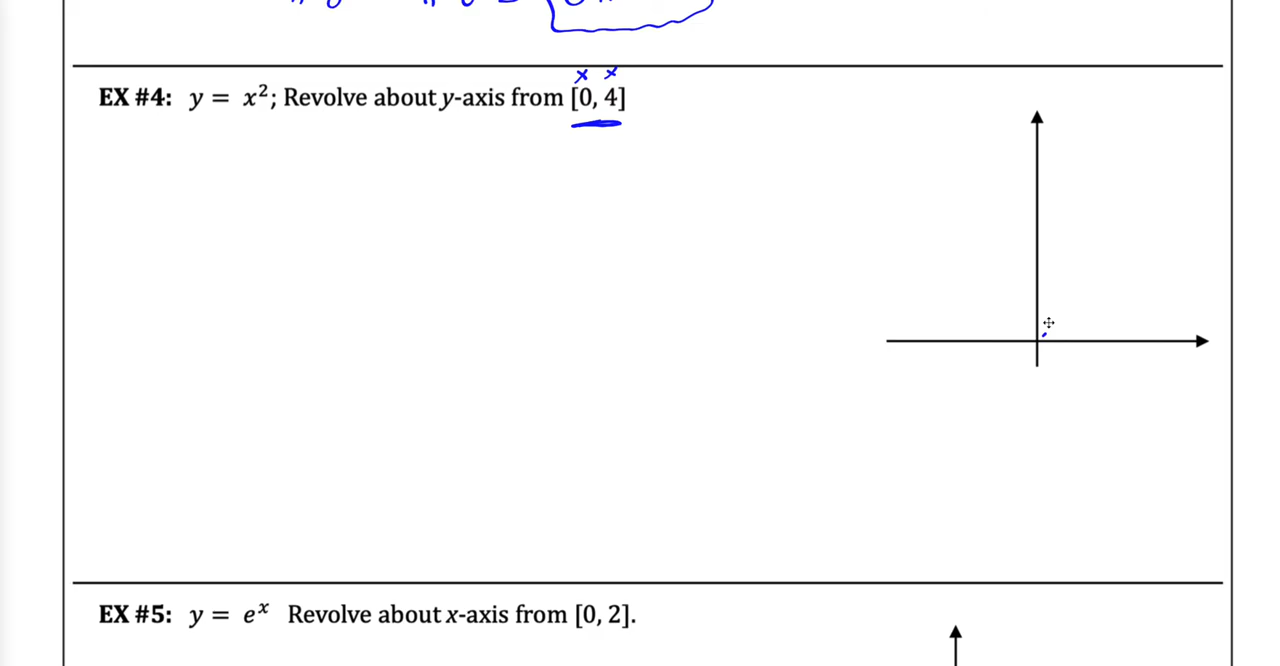 x x
EX #4: y = x²; Revolve about y-axis from [0, 4]
EX #5: y = eˣ Revolve about x-axis from [0, 2].